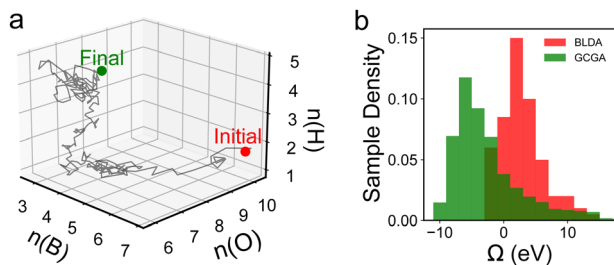 a
Final
Initial
5
4
3
2
1
n(H)
3
4
5
6
7
n(B)
6
7
8
9
10
n(O)
b
BLDA
GCGA
0.15
0.10
0.05
0.00
Sample Density
−10
0
10
Ω (eV)